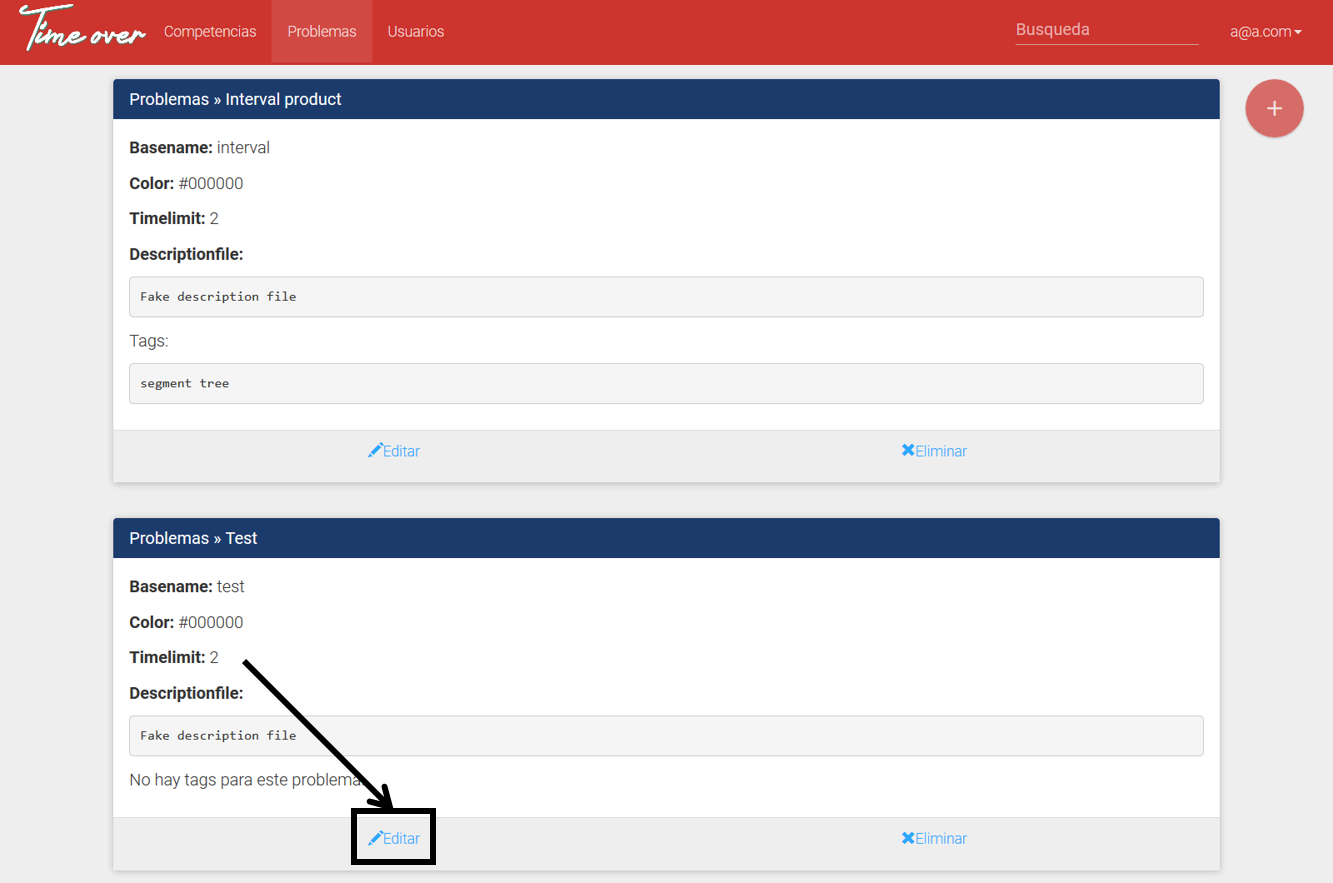 Time over Competencias Problemas Usuarios Busqueda a@a.com
Problemas » Interval product
+
Basename: interval
Color: #000000
Timelimit: 2
Descriptionfile:
Fake description file
Tags:
segment tree
Editar Eliminar
Problemas » Test
Basename: test
Color: #000000
Timelimit: 2
Descriptionfile:
Fake description file
No hay tags para este problema
Editar Eliminar